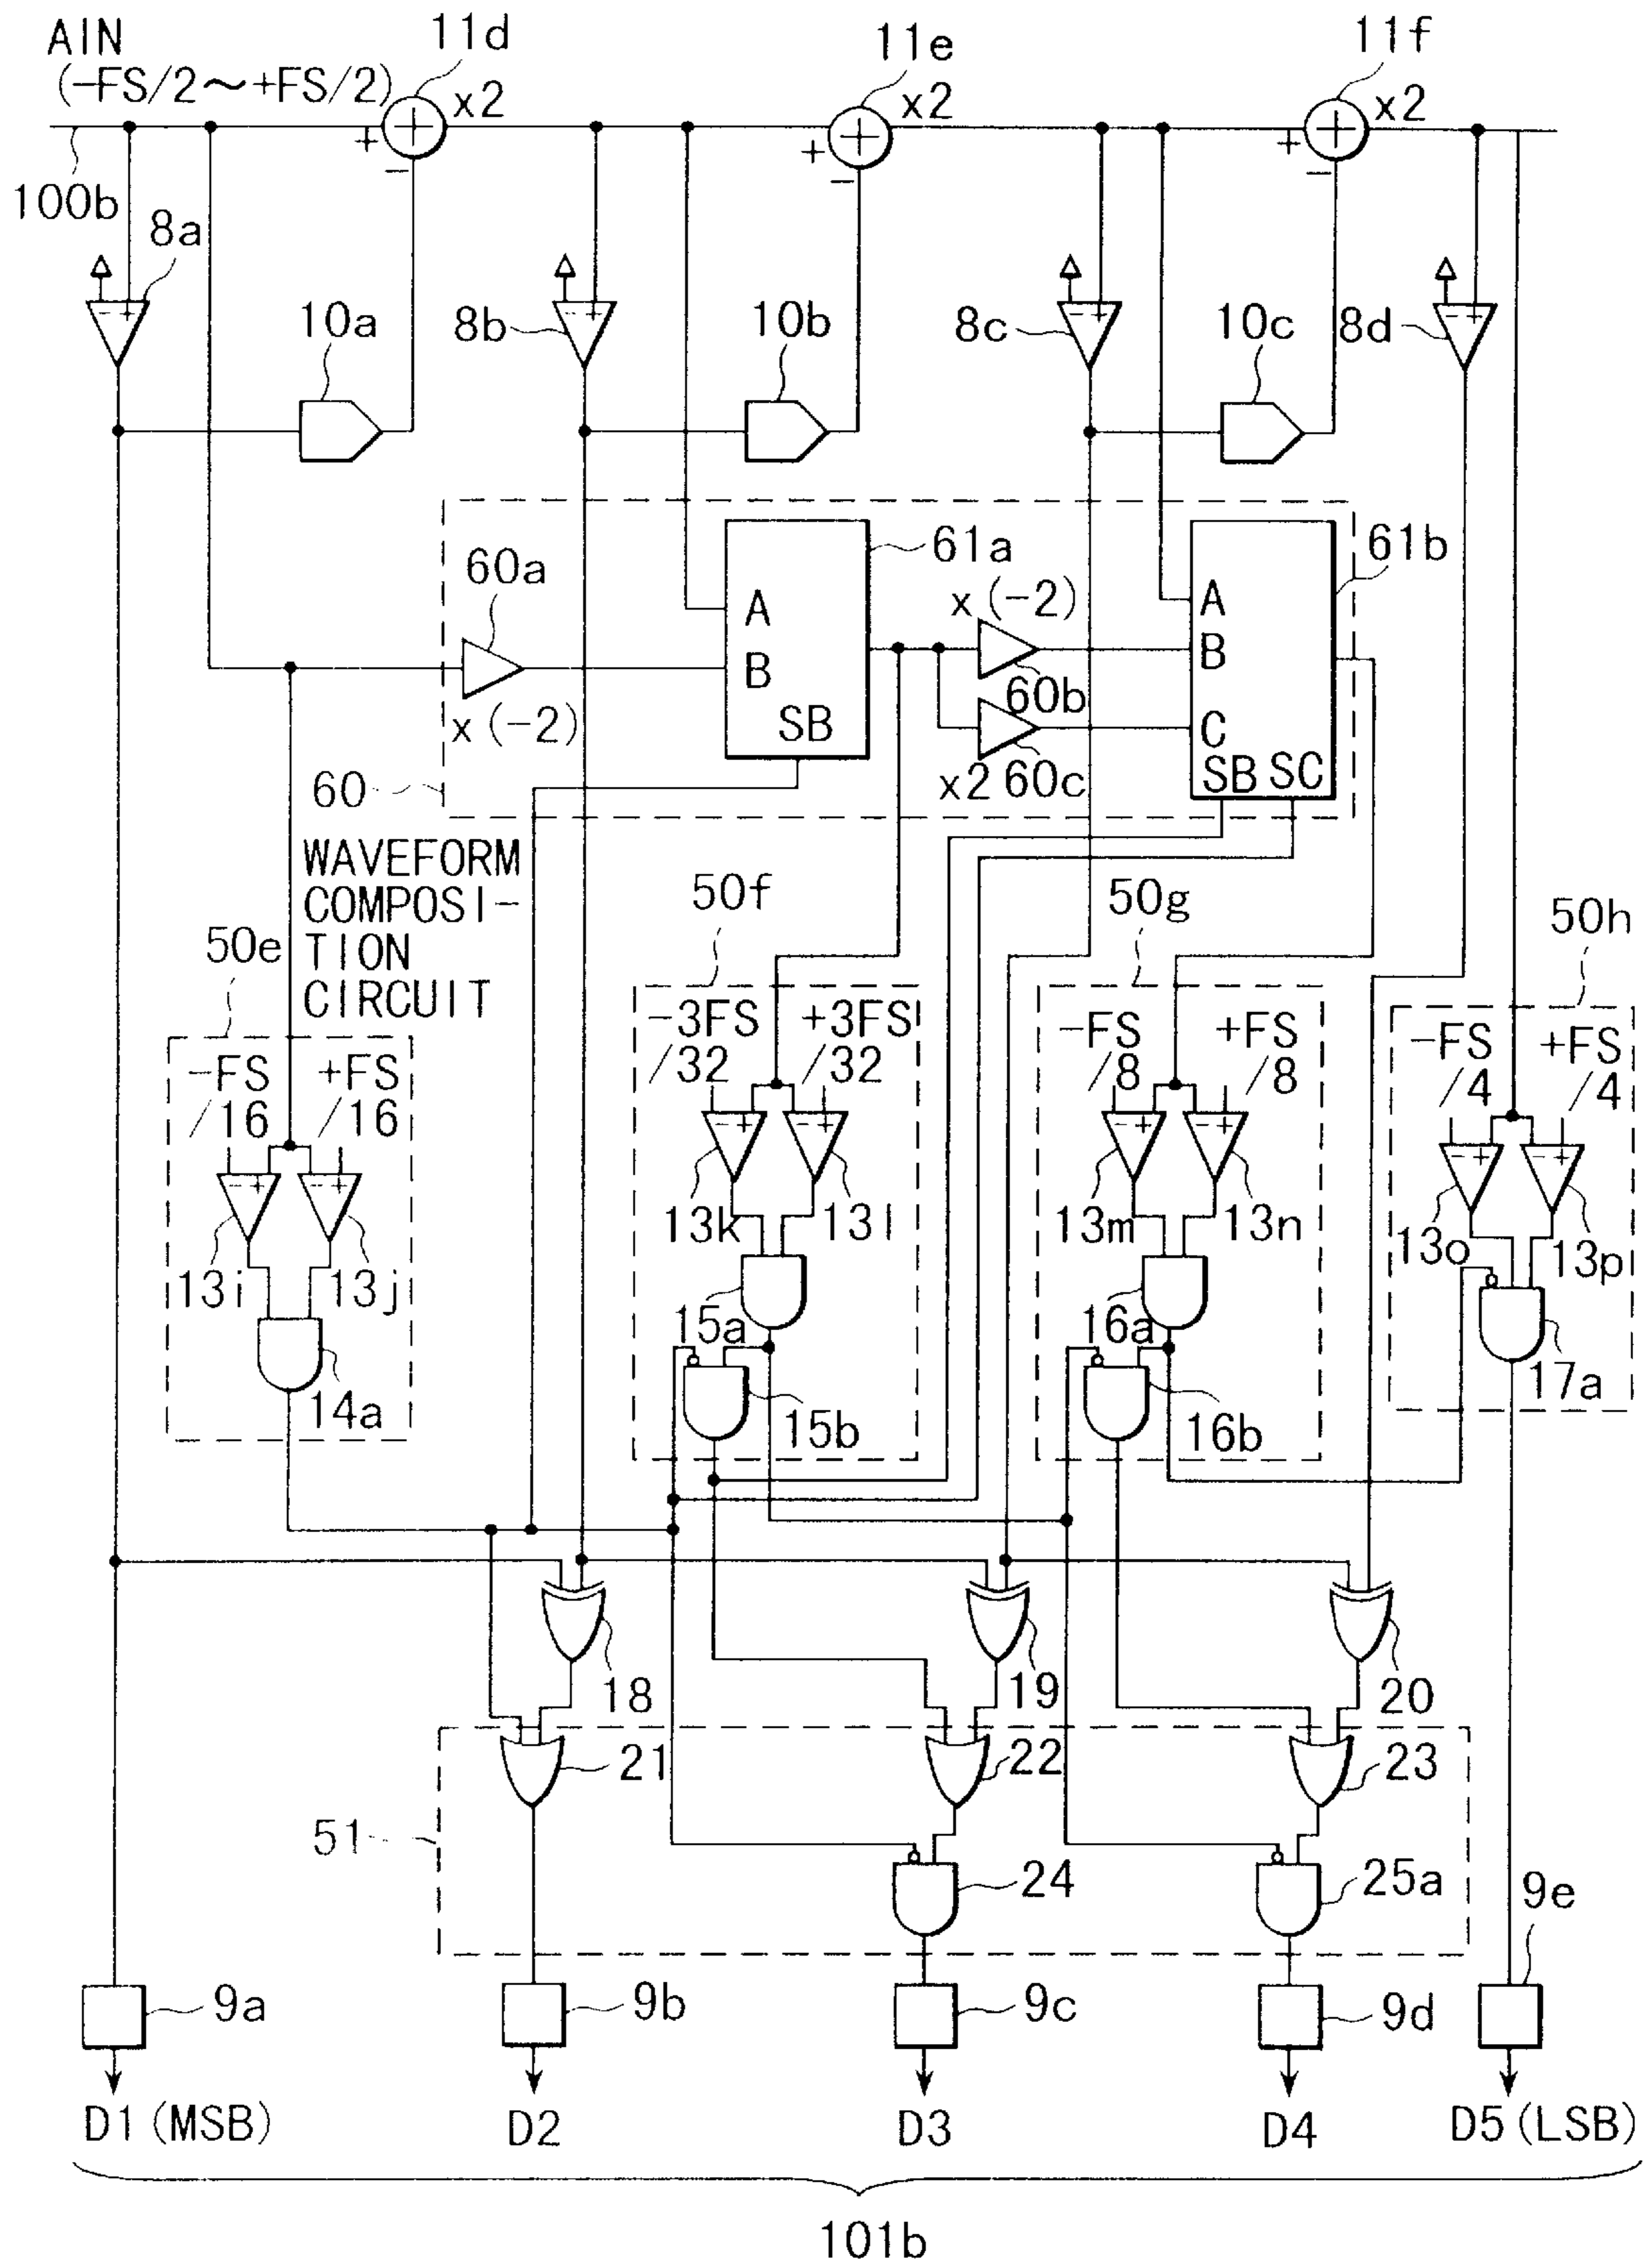 AIN
(-FS/2~+FS/2)
11d
x2
11e
x2
11f
x2
+
-
+
-
+
-
100b
8a
10a
8b
10b
8c
10c
8d
- +
- +
- +
- +
60a
61a
61b
A
B
SB
x(-2)
A
B
C
SB SC
x(-2)
60b
x2 60c
60
WAVEFORM
COMPOSI-
TION
CIRCUIT
50e
50f
50g
50h
-FS
/16
+FS
/16
-3FS
/32
+3FS
/32
-FS
/8
+FS
/8
-FS
/4
+FS
/4
- +
- +
- +
- +
- +
- +
- +
- +
13i
13j
13k
13l
13m
13n
13o
13p
14a
15a
15b
16a
16b
17a
18
19
20
21
22
23
51
24
25a
9a
9b
9c
9d
9e
D1(MSB)
D2
D3
D4
D5(LSB)
101b